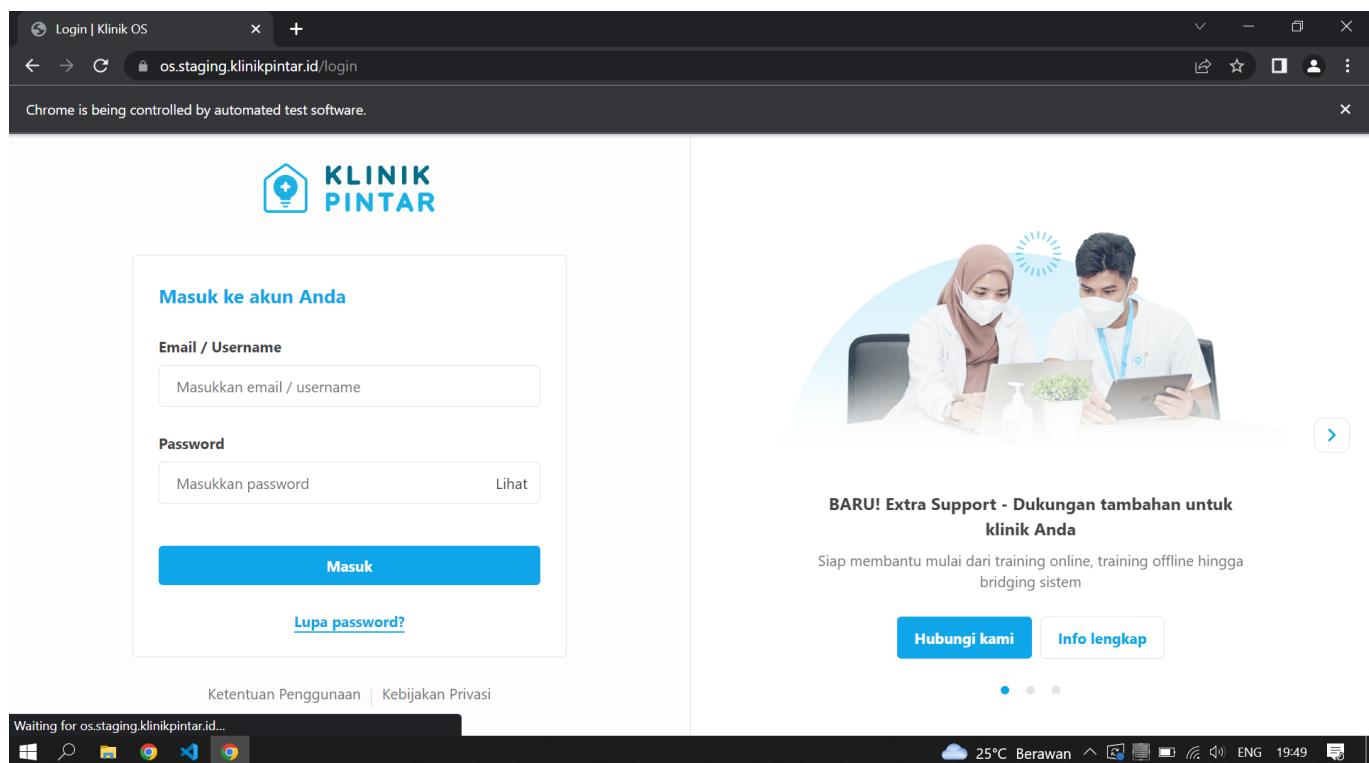 Login | Klinik OS
os.staging.klinikpintar.id/login
Chrome is being controlled by automated test software.
KLINIK
PINTAR
Masuk ke akun Anda
Email / Username
Masukkan email / username
Password
Masukkan password
Lihat
Masuk
Lupa password?
Ketentuan Penggunaan | Kebijakan Privasi
BARU! Extra Support - Dukungan tambahan untuk
klinik Anda
Siap membantu mulai dari training online, training offline hingga
bridging sistem
Hubungi kami
Info lengkap
Waiting for os.staging.klinikpintar.id...
25°C Berawan
ENG
19:49